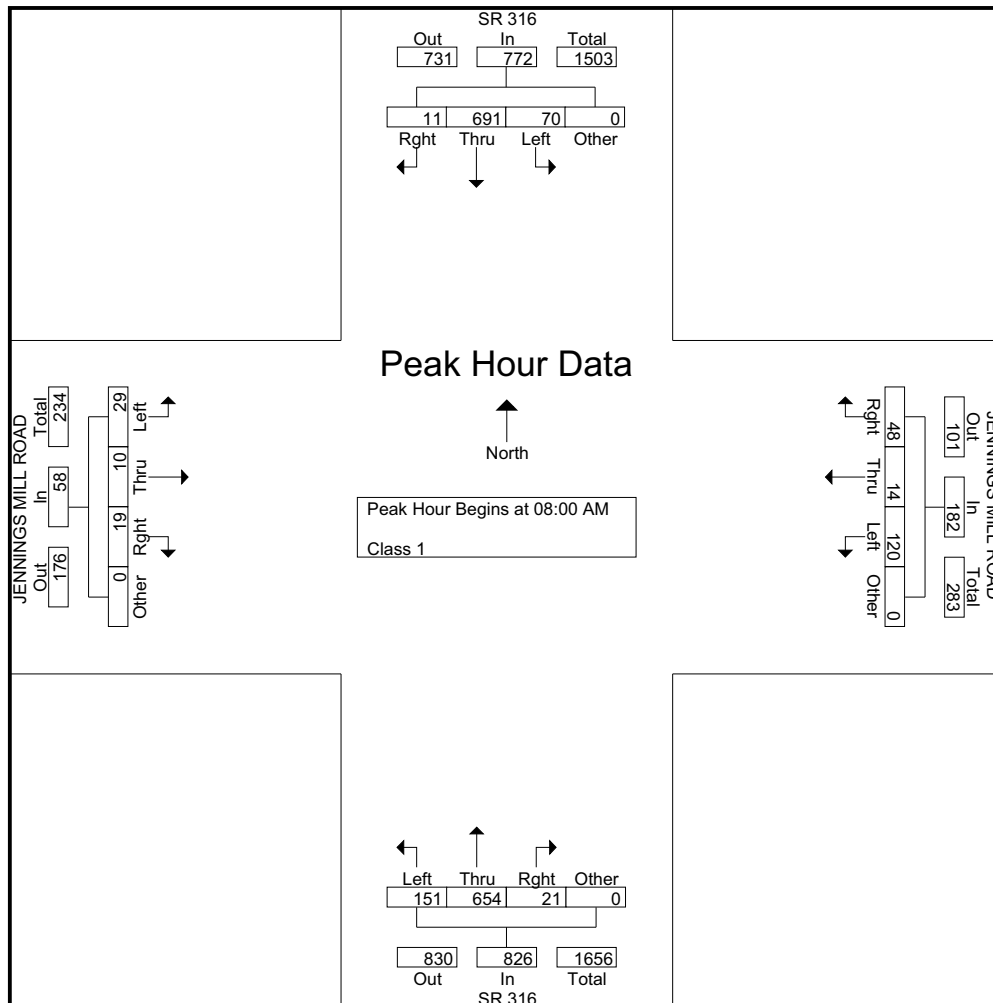 SR 316
Out In Total
731 772 1503
11 691 70 0
Rght Thru Left Other
Peak Hour Data
North
Peak Hour Begins at 08:00 AM
Class 1
JENNINGS MILL ROAD
Out In Total
176 58 234
Left Thru Rght Other
29 10 19 0
JENNINGS MILL ROAD
Out In Total
101 182 283
Rght Thru Left Other
48 14 120 0
Left Thru Rght Other
151 654 21 0
830 826 1656
Out In Total
SR 316